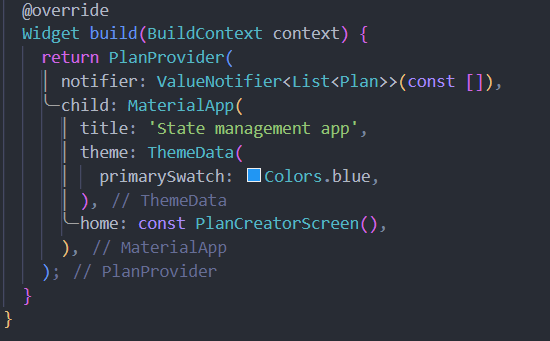 @override
Widget build(BuildContext context) {
return PlanProvider(
notifier: ValueNotifier<List<Plan>>(const []),
child: MaterialApp(
title: 'State management app',
theme: ThemeData(
primarySwatch: Colors.blue,
), // ThemeData
home: const PlanCreatorScreen(),
), // MaterialApp
); // PlanProvider
}
}